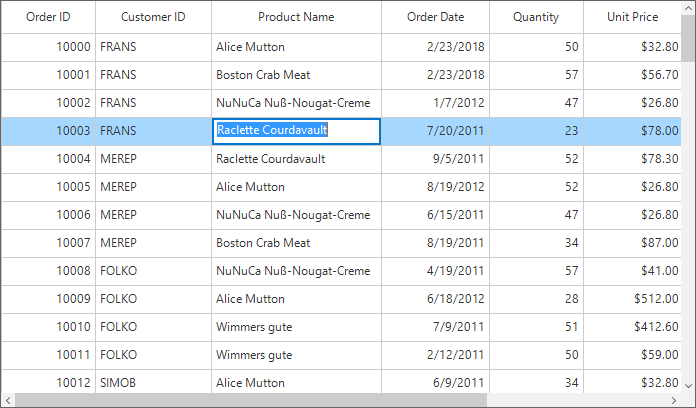 Order ID Customer ID Product Name Order Date Quantity Unit Price
10000 FRANS Alice Mutton 2/23/2018 50 $32.80
10001 FRANS Boston Crab Meat 2/23/2018 57 $56.70
10002 FRANS NuNuCa Nuß-Nougat-Creme 1/7/2012 47 $26.80
10003 FRANS Raclette Courdavault 7/20/2011 23 $78.00
10004 MEREP Raclette Courdavault 9/5/2011 52 $78.30
10005 MEREP Alice Mutton 8/19/2012 52 $26.80
10006 MEREP NuNuCa Nuß-Nougat-Creme 6/15/2011 47 $26.80
10007 MEREP Boston Crab Meat 8/19/2011 34 $87.00
10008 FOLKO NuNuCa Nuß-Nougat-Creme 4/19/2011 57 $41.00
10009 FOLKO Alice Mutton 6/18/2012 28 $512.00
10010 FOLKO Wimmers gute 7/9/2011 51 $412.60
10011 FOLKO Wimmers gute 2/12/2011 50 $59.00
10012 SIMOB Alice Mutton 6/9/2011 34 $32.80